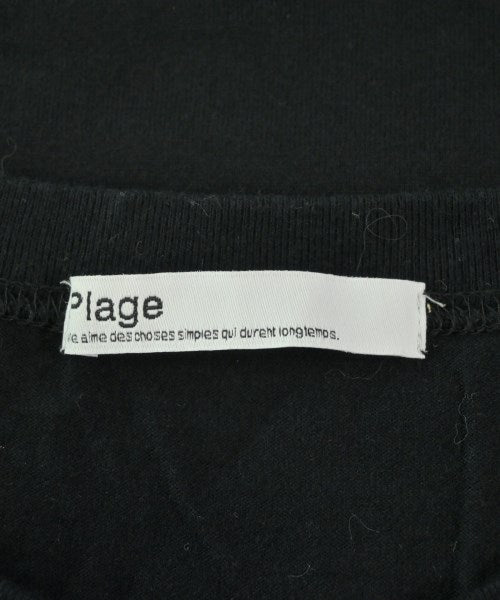 Plage
aime des choses simples qui durent longtemps.